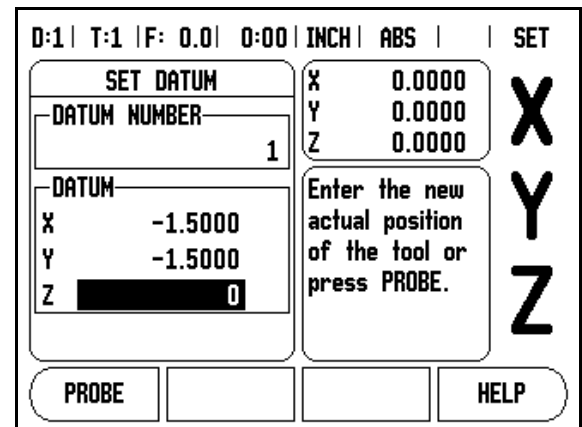 D:1 | T:1 | F: 0.0 | 0:00 | INCH | ABS | | SET
SET DATUM
DATUM NUMBER
1
DATUM
X -1.5000
Y -1.5000
Z 0
X 0.0000
Y 0.0000
Z 0.0000
Enter the new
actual position
of the tool or
press PROBE.
X
Y
Z
PROBE
HELP